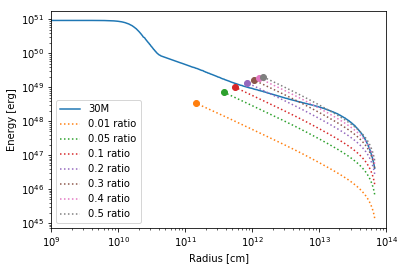 10^51
10^50
10^49
10^48
10^47
10^46
10^45
Energy [erg]
30M
0.01 ratio
0.05 ratio
0.1 ratio
0.2 ratio
0.3 ratio
0.4 ratio
0.5 ratio
10^9 10^10 10^11 10^12 10^13 10^14
Radius [cm]